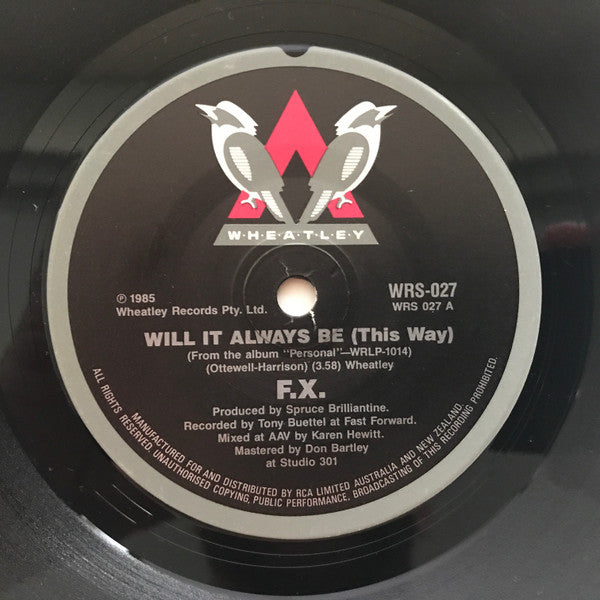 W·H·E·A·T·L·E·Y
℗ 1985
Wheatley Records Pty. Ltd.
WRS-027
WRS 027 A
WILL IT ALWAYS BE (This Way)
(From the album "Personal"—WRLP-1014)
(Ottewell-Harrison) (3.58) Wheatley
F.X.
Produced by Spruce Brilliantine.
Recorded by Tony Buettel at Fast Forward.
Mixed at AAV by Karen Hewitt.
Mastered by Don Bartley
at Studio 301
MANUFACTURED FOR AND DISTRIBUTED BY RCA LIMITED AUSTRALIA AND NEW ZEALAND.
ALL RIGHTS RESERVED. UNAUTHORISED COPYING, PUBLIC PERFORMANCE, BROADCASTING OF THIS RECORDING PROHIBITED.